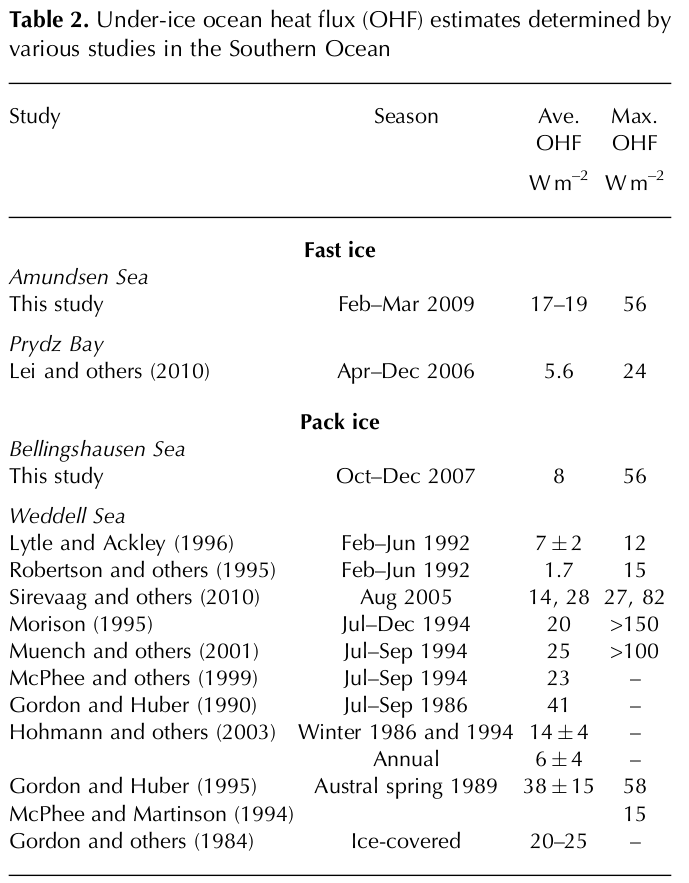 Table 2. Under-ice ocean heat flux (OHF) estimates determined by
various studies in the Southern Ocean
Study Season Ave. Max.
OHF OHF
W m–2 W m–2
Fast ice
Amundsen Sea
This study Feb–Mar 2009 17–19 56
Prydz Bay
Lei and others (2010) Apr–Dec 2006 5.6 24
Pack ice
Bellingshausen Sea
This study Oct–Dec 2007 8 56
Weddell Sea
Lytle and Ackley (1996) Feb–Jun 1992 7 ± 2 12
Robertson and others (1995) Feb–Jun 1992 1.7 15
Sirevaag and others (2010) Aug 2005 14, 28 27, 82
Morison (1995) Jul–Dec 1994 20 >150
Muench and others (2001) Jul–Sep 1994 25 >100
McPhee and others (1999) Jul–Sep 1994 23 –
Gordon and Huber (1990) Jul–Sep 1986 41 –
Hohmann and others (2003) Winter 1986 and 1994 14 ± 4 –
Annual 6 ± 4 –
Gordon and Huber (1995) Austral spring 1989 38 ± 15 58
McPhee and Martinson (1994) 15
Gordon and others (1984) Ice-covered 20–25 –